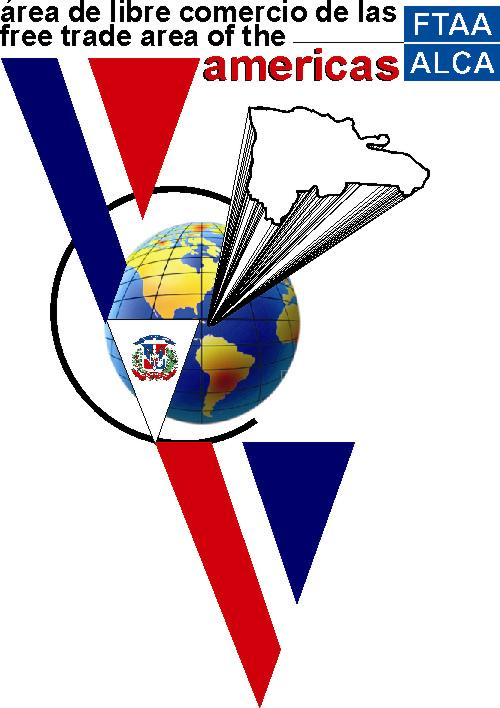 área de libre comercio de las
free trade area of the
americas
FTAA
ALCA